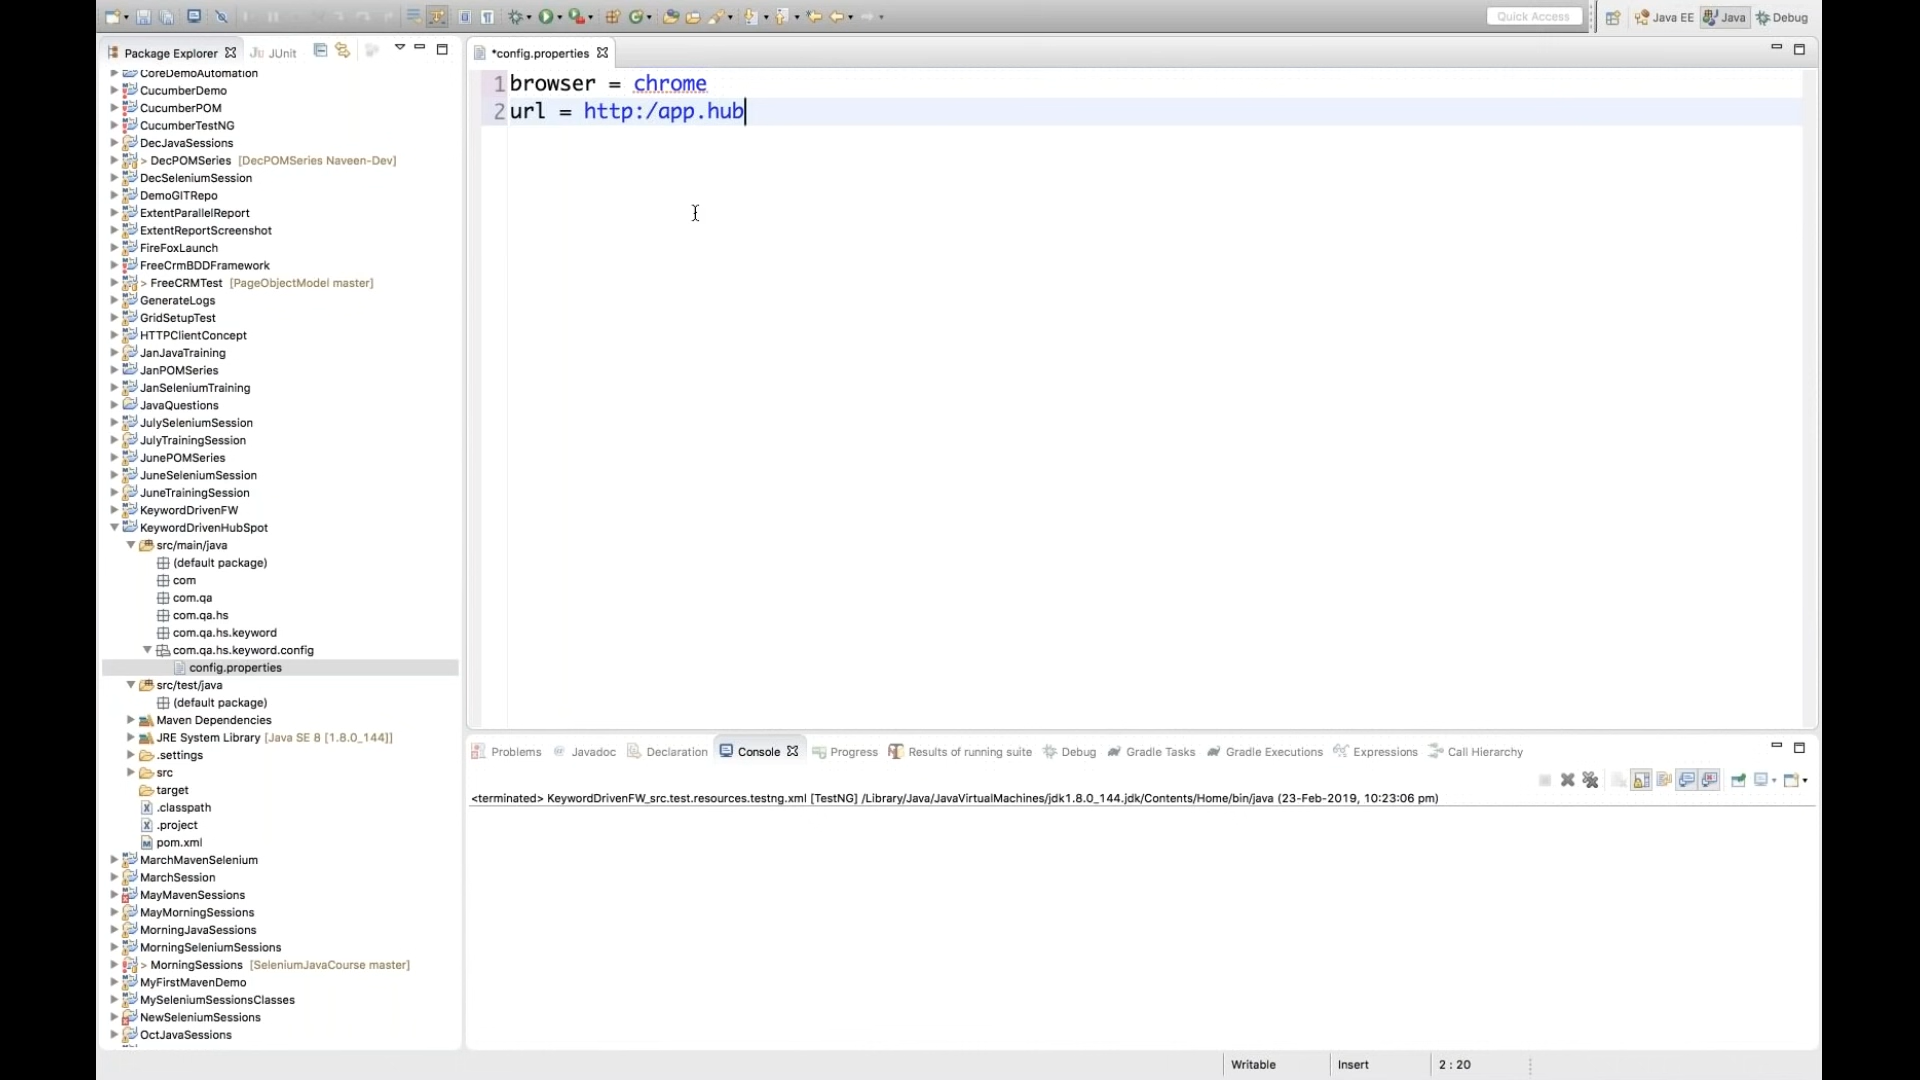 Quick Access
Java EE
Java
Debug
Package Explorer
JUnit
*config.properties
CoreDemoAutomation
CucumberDemo
CucumberPOM
CucumberTestNG
DecJavaSessions
> DecPOMSeries [DecPOMSeries Naveen-Dev]
DecSeleniumSession
DemoGITRepo
ExtentParallelReport
ExtentReportScreenshot
FireFoxLaunch
FreeCrmBDDFramework
> FreeCRMTest [PageObjectModel master]
GenerateLogs
GridSetupTest
HTTPClientConcept
JanJavaTraining
JanPOMSeries
JanSeleniumTraining
JavaQuestions
JulySeleniumSession
JulyTrainingSession
JunePOMSeries
JuneSeleniumSession
JuneTrainingSession
KeywordDrivenFW
KeywordDrivenHubSpot
src/main/java
(default package)
com
com.qa
com.qa.hs
com.qa.hs.keyword
com.qa.hs.keyword.config
config.properties
src/test/java
(default package)
Maven Dependencies
JRE System Library [Java SE 8 [1.8.0_144]]
.settings
src
target
.classpath
.project
pom.xml
MarchMavenSelenium
MarchSession
MayMavenSessions
MayMorningSessions
MorningJavaSessions
MorningSeleniumSessions
> MorningSessions [SeleniumJavaCourse master]
MyFirstMavenDemo
MySeleniumSessionsClasses
NewSeleniumSessions
OctJavaSessions
1 browser = chrome
2 url = http:/app.hub
Problems
Javadoc
Declaration
Console
Progress
Results of running suite
Debug
Gradle Tasks
Gradle Executions
Expressions
Call Hierarchy
<terminated> KeywordDrivenFW_src.test.resources.testng.xml [TestNG] /Library/Java/JavaVirtualMachines/jdk1.8.0_144.jdk/Contents/Home/bin/java (23-Feb-2019, 10:23:06 pm)
Writable
Insert
2 : 20